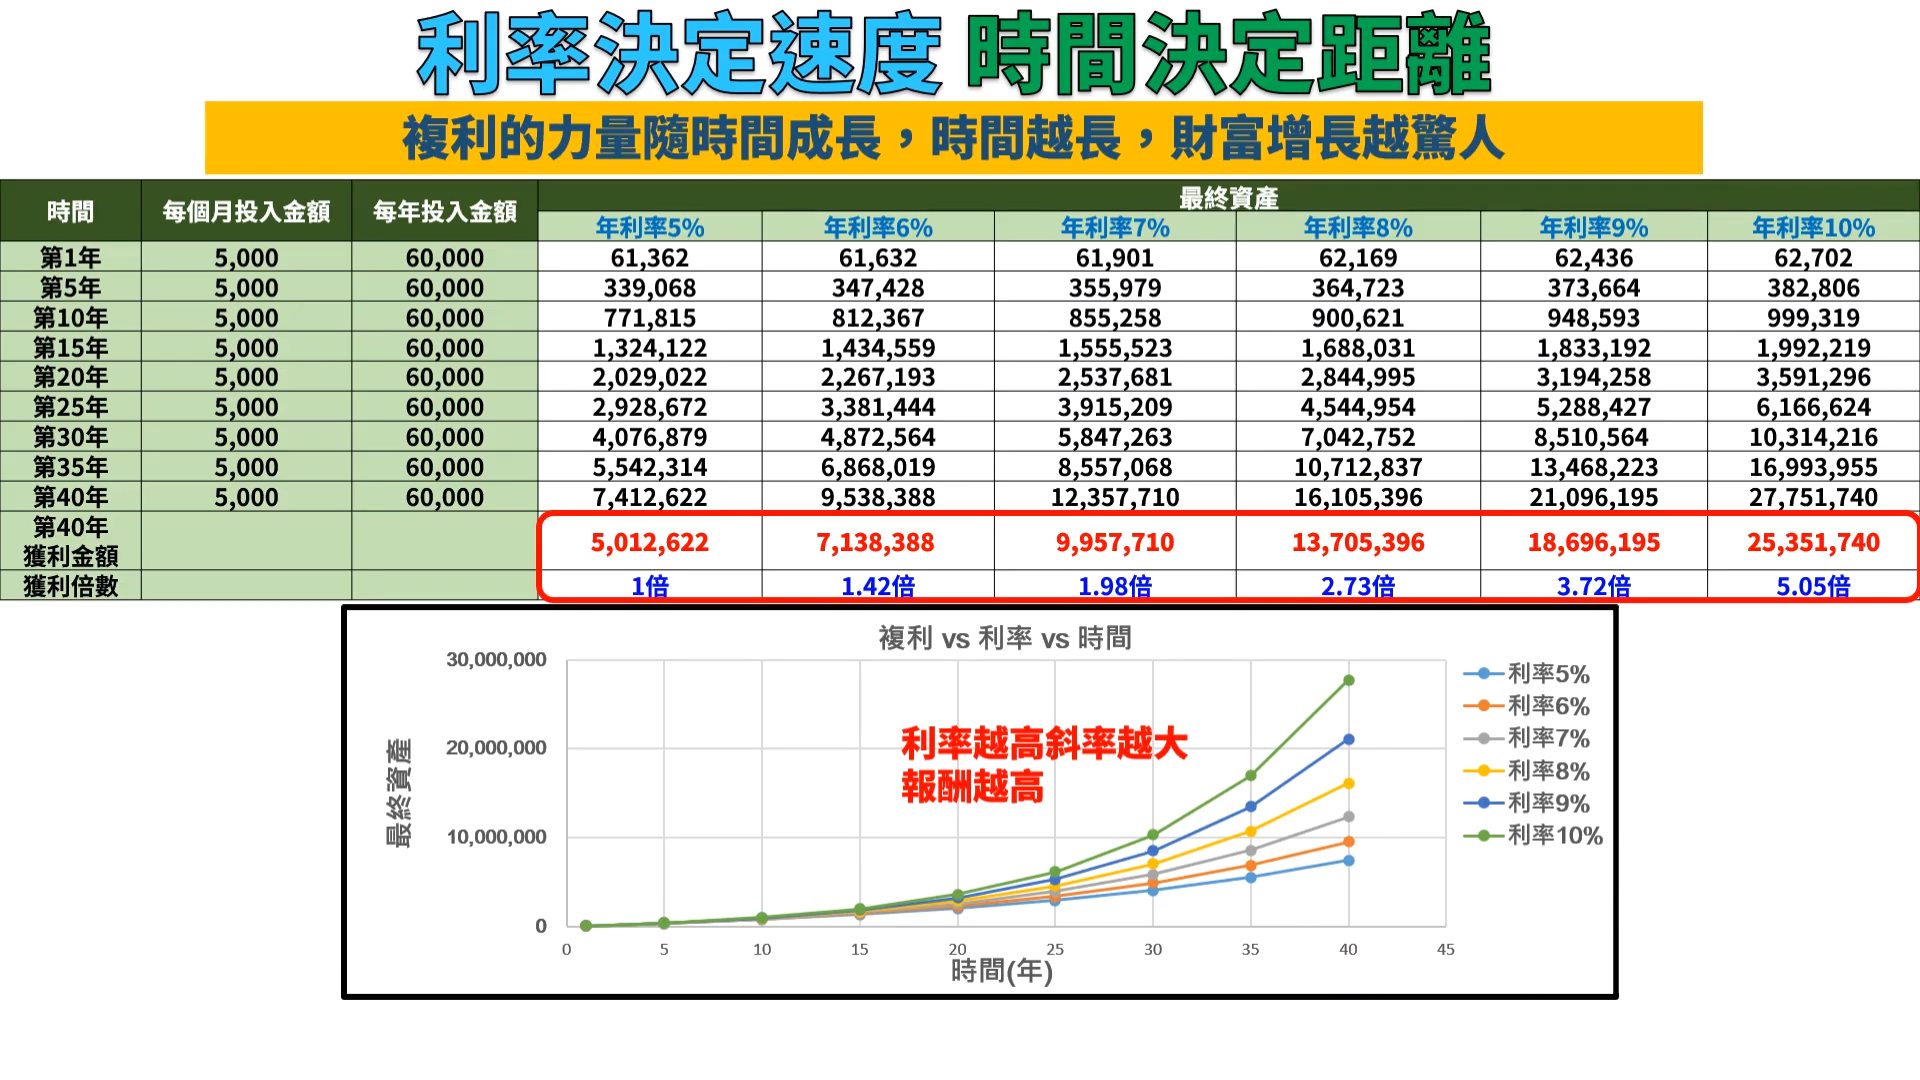 利率決定速度 時間決定距離
複利的力量隨時間成長，時間越長，財富增長越驚人
時間 每個月投入金額 每年投入金額 最終資產
年利率5% 年利率6% 年利率7% 年利率8% 年利率9% 年利率10%
第1年 5,000 60,000 61,362 61,632 61,901 62,169 62,436 62,702
第5年 5,000 60,000 339,068 347,428 355,979 364,723 373,664 382,806
第10年 5,000 60,000 771,815 812,367 855,258 900,621 948,593 999,319
第15年 5,000 60,000 1,324,122 1,434,559 1,555,523 1,688,031 1,833,192 1,992,219
第20年 5,000 60,000 2,029,022 2,267,193 2,537,681 2,844,995 3,194,258 3,591,296
第25年 5,000 60,000 2,928,672 3,381,444 3,915,209 4,544,954 5,288,427 6,166,624
第30年 5,000 60,000 4,076,879 4,872,564 5,847,263 7,042,752 8,510,564 10,314,216
第35年 5,000 60,000 5,542,314 6,868,019 8,557,068 10,712,837 13,468,223 16,993,955
第40年 5,000 60,000 7,412,622 9,538,388 12,357,710 16,105,396 21,096,195 27,751,740
第40年
獲利金額 5,012,622 7,138,388 9,957,710 13,705,396 18,696,195 25,351,740
獲利倍數 1倍 1.42倍 1.98倍 2.73倍 3.72倍 5.05倍
複利 vs 利率 vs 時間
30,000,000
20,000,000
10,000,000
0
最終資產
利率越高斜率越大
報酬越高
利率5%
利率6%
利率7%
利率8%
利率9%
利率10%
0 5 10 15 20 25 30 35 40 45
時間(年)